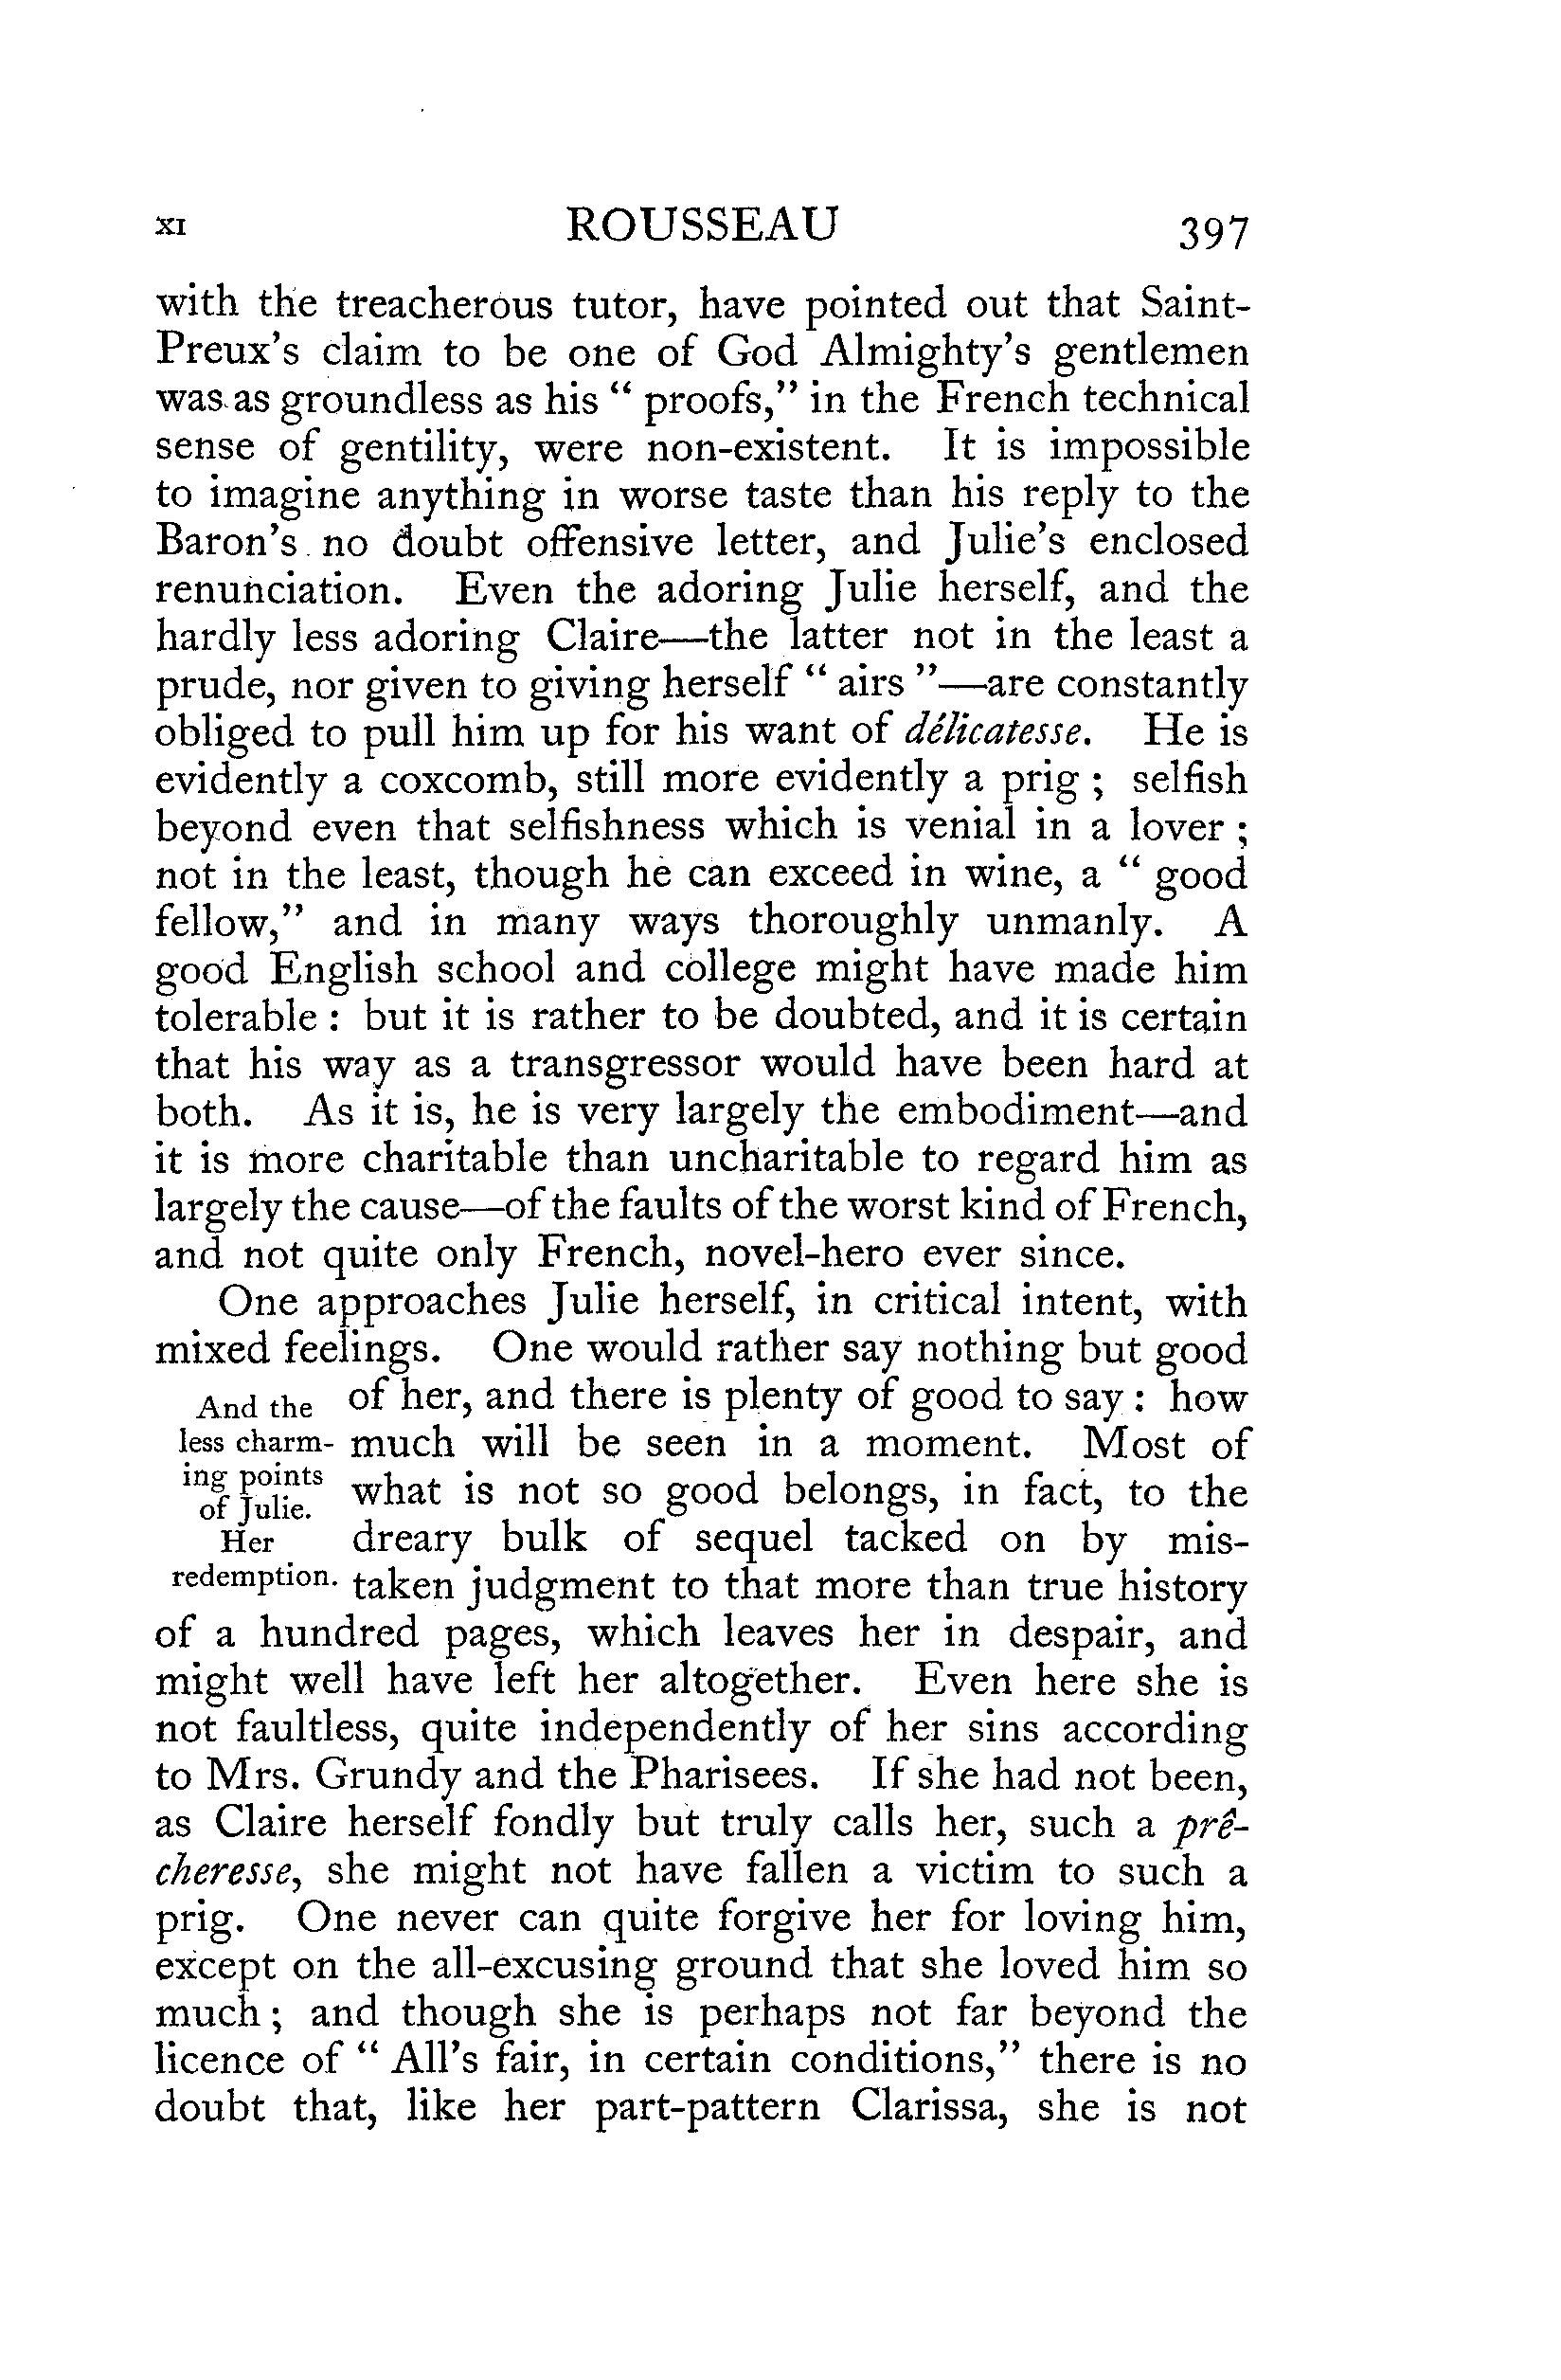 xi ROUSSEAU 397
with the treacherous tutor, have pointed out that Saint-
Preux's claim to be one of God Almighty's gentlemen
was as groundless as his " proofs," in the French technical
sense of gentility, were non-existent. It is impossible
to imagine anything in worse taste than his reply to the
Baron's no doubt offensive letter, and Julie's enclosed
renunciation. Even the adoring Julie herself, and the
hardly less adoring Claire—the latter not in the least a
prude, nor given to giving herself " airs "—are constantly
obliged to pull him up for his want of délicatesse. He is
evidently a coxcomb, still more evidently a prig ; selfish
beyond even that selfishness which is venial in a lover ;
not in the least, though he can exceed in wine, a " good
fellow," and in many ways thoroughly unmanly. A
good English school and college might have made him
tolerable : but it is rather to be doubted, and it is certain
that his way as a transgressor would have been hard at
both. As it is, he is very largely the embodiment—and
it is more charitable than uncharitable to regard him as
largely the cause—of the faults of the worst kind of French,
and not quite only French, novel-hero ever since.
One approaches Julie herself, in critical intent, with
mixed feelings. One would rather say nothing but good
And the
less charm-
ing points
of Julie.
Her
redemption.
of her, and there is plenty of good to say : how
much will be seen in a moment. Most of
what is not so good belongs, in fact, to the
dreary bulk of sequel tacked on by mis-
taken judgment to that more than true history
of a hundred pages, which leaves her in despair, and
might well have left her altogether. Even here she is
not faultless, quite independently of her sins according
to Mrs. Grundy and the Pharisees. If she had not been,
as Claire herself fondly but truly calls her, such a prê-
cheresse, she might not have fallen a victim to such a
prig. One never can quite forgive her for loving him,
except on the all-excusing ground that she loved him so
much ; and though she is perhaps not far beyond the
licence of " All's fair, in certain conditions," there is no
doubt that, like her part-pattern Clarissa, she is not